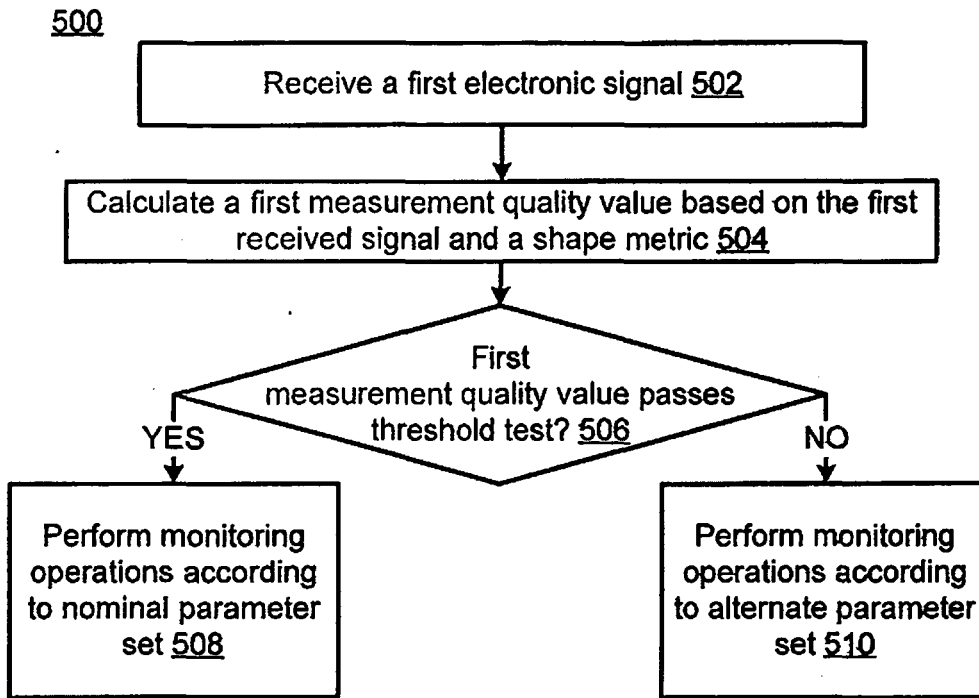 500
Receive a first electronic signal 502
Calculate a first measurement quality value based on the first
received signal and a shape metric 504
First
measurement quality value passes
threshold test? 506
YES
NO
Perform monitoring
operations according
to nominal parameter
set 508
Perform monitoring
operations according
to alternate parameter
set 510